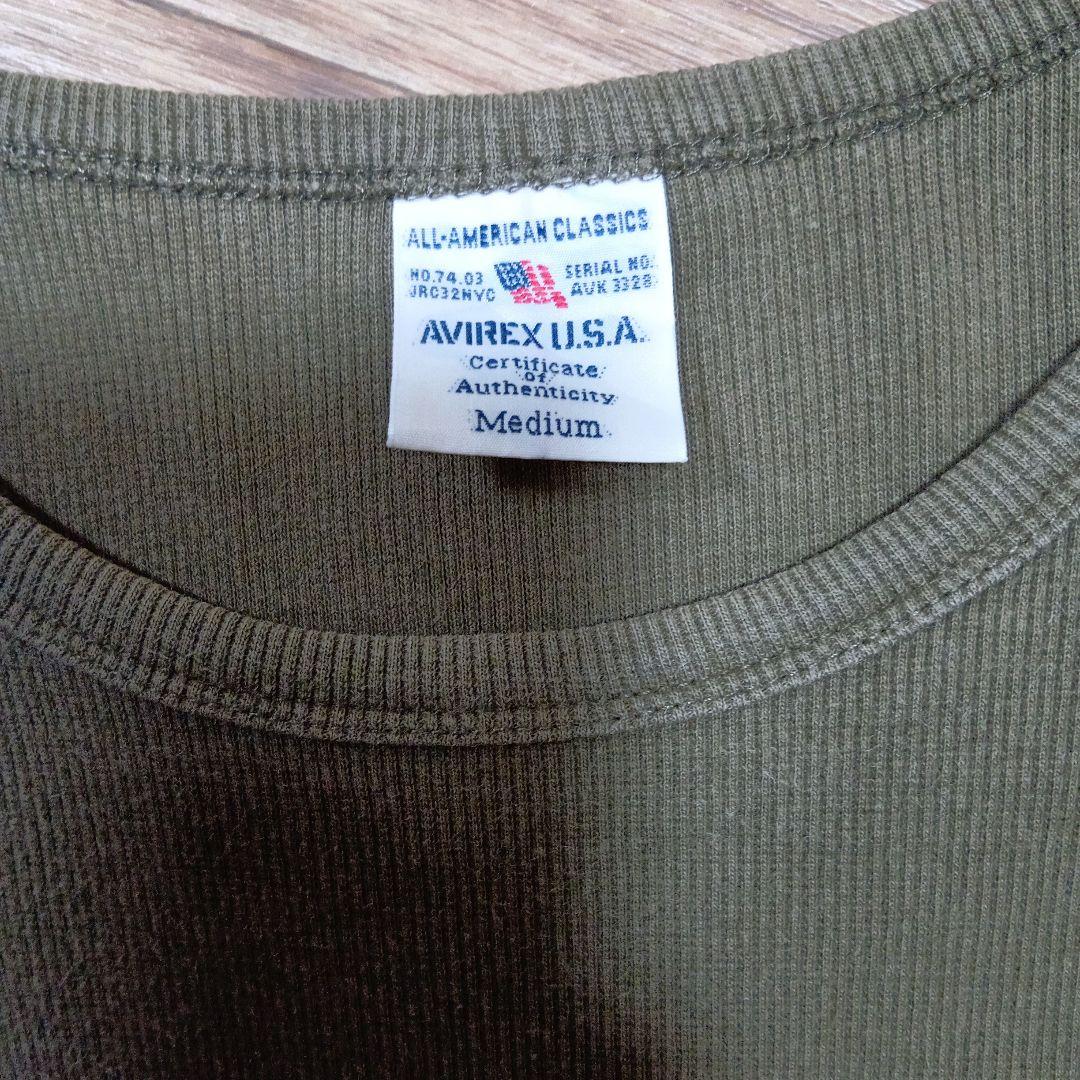 ALL-AMERICAN CLASSICS
NO.74.03
JRC32NYC
SERIAL NO.
AVK 3328
AVIREX U.S.A.
Certificate
of
Authenticity
Medium